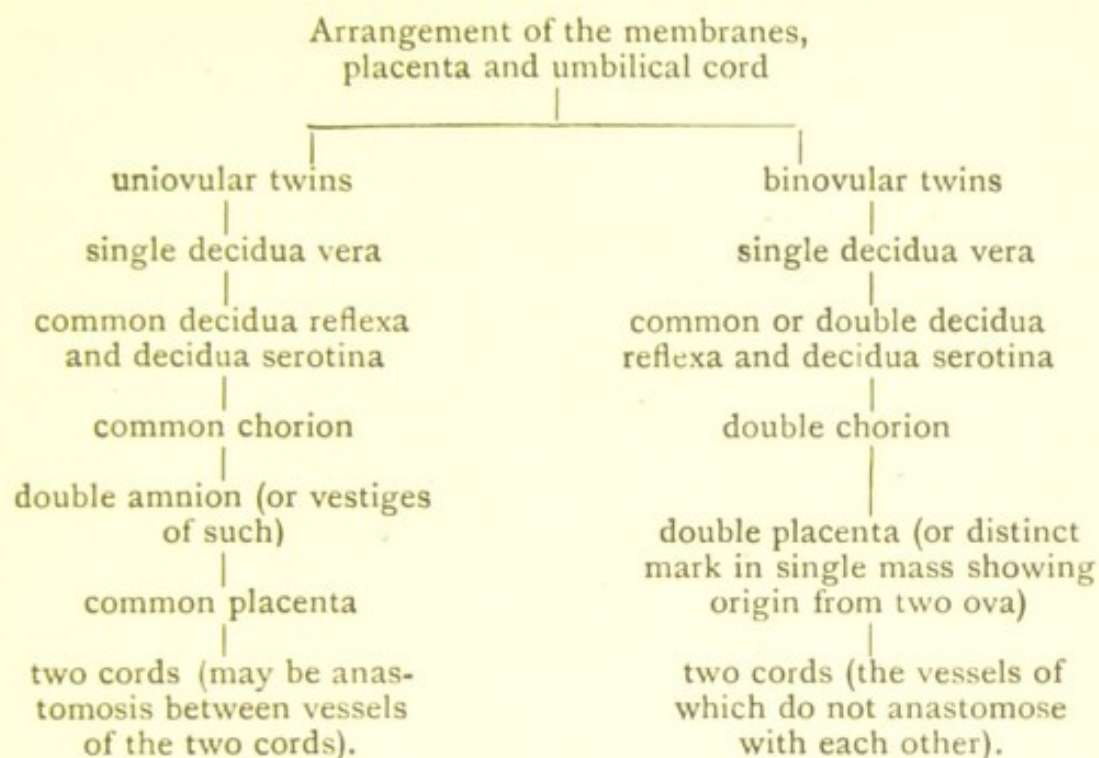 Arrangement of the membranes,
placenta and umbilical cord
uniovular twins
single decidua vera
common decidua reflexa
and decidua serotina
common chorion
double amnion (or vestiges
of such)
common placenta
two cords (may be anas-
tomosis between vessels
of the two cords).
binovular twins
single decidua vera
common or double decidua
reflexa and decidua serotina
double chorion
double placenta (or distinct
mark in single mass showing
origin from two ova)
two cords (the vessels of
which do not anastomose
with each other).